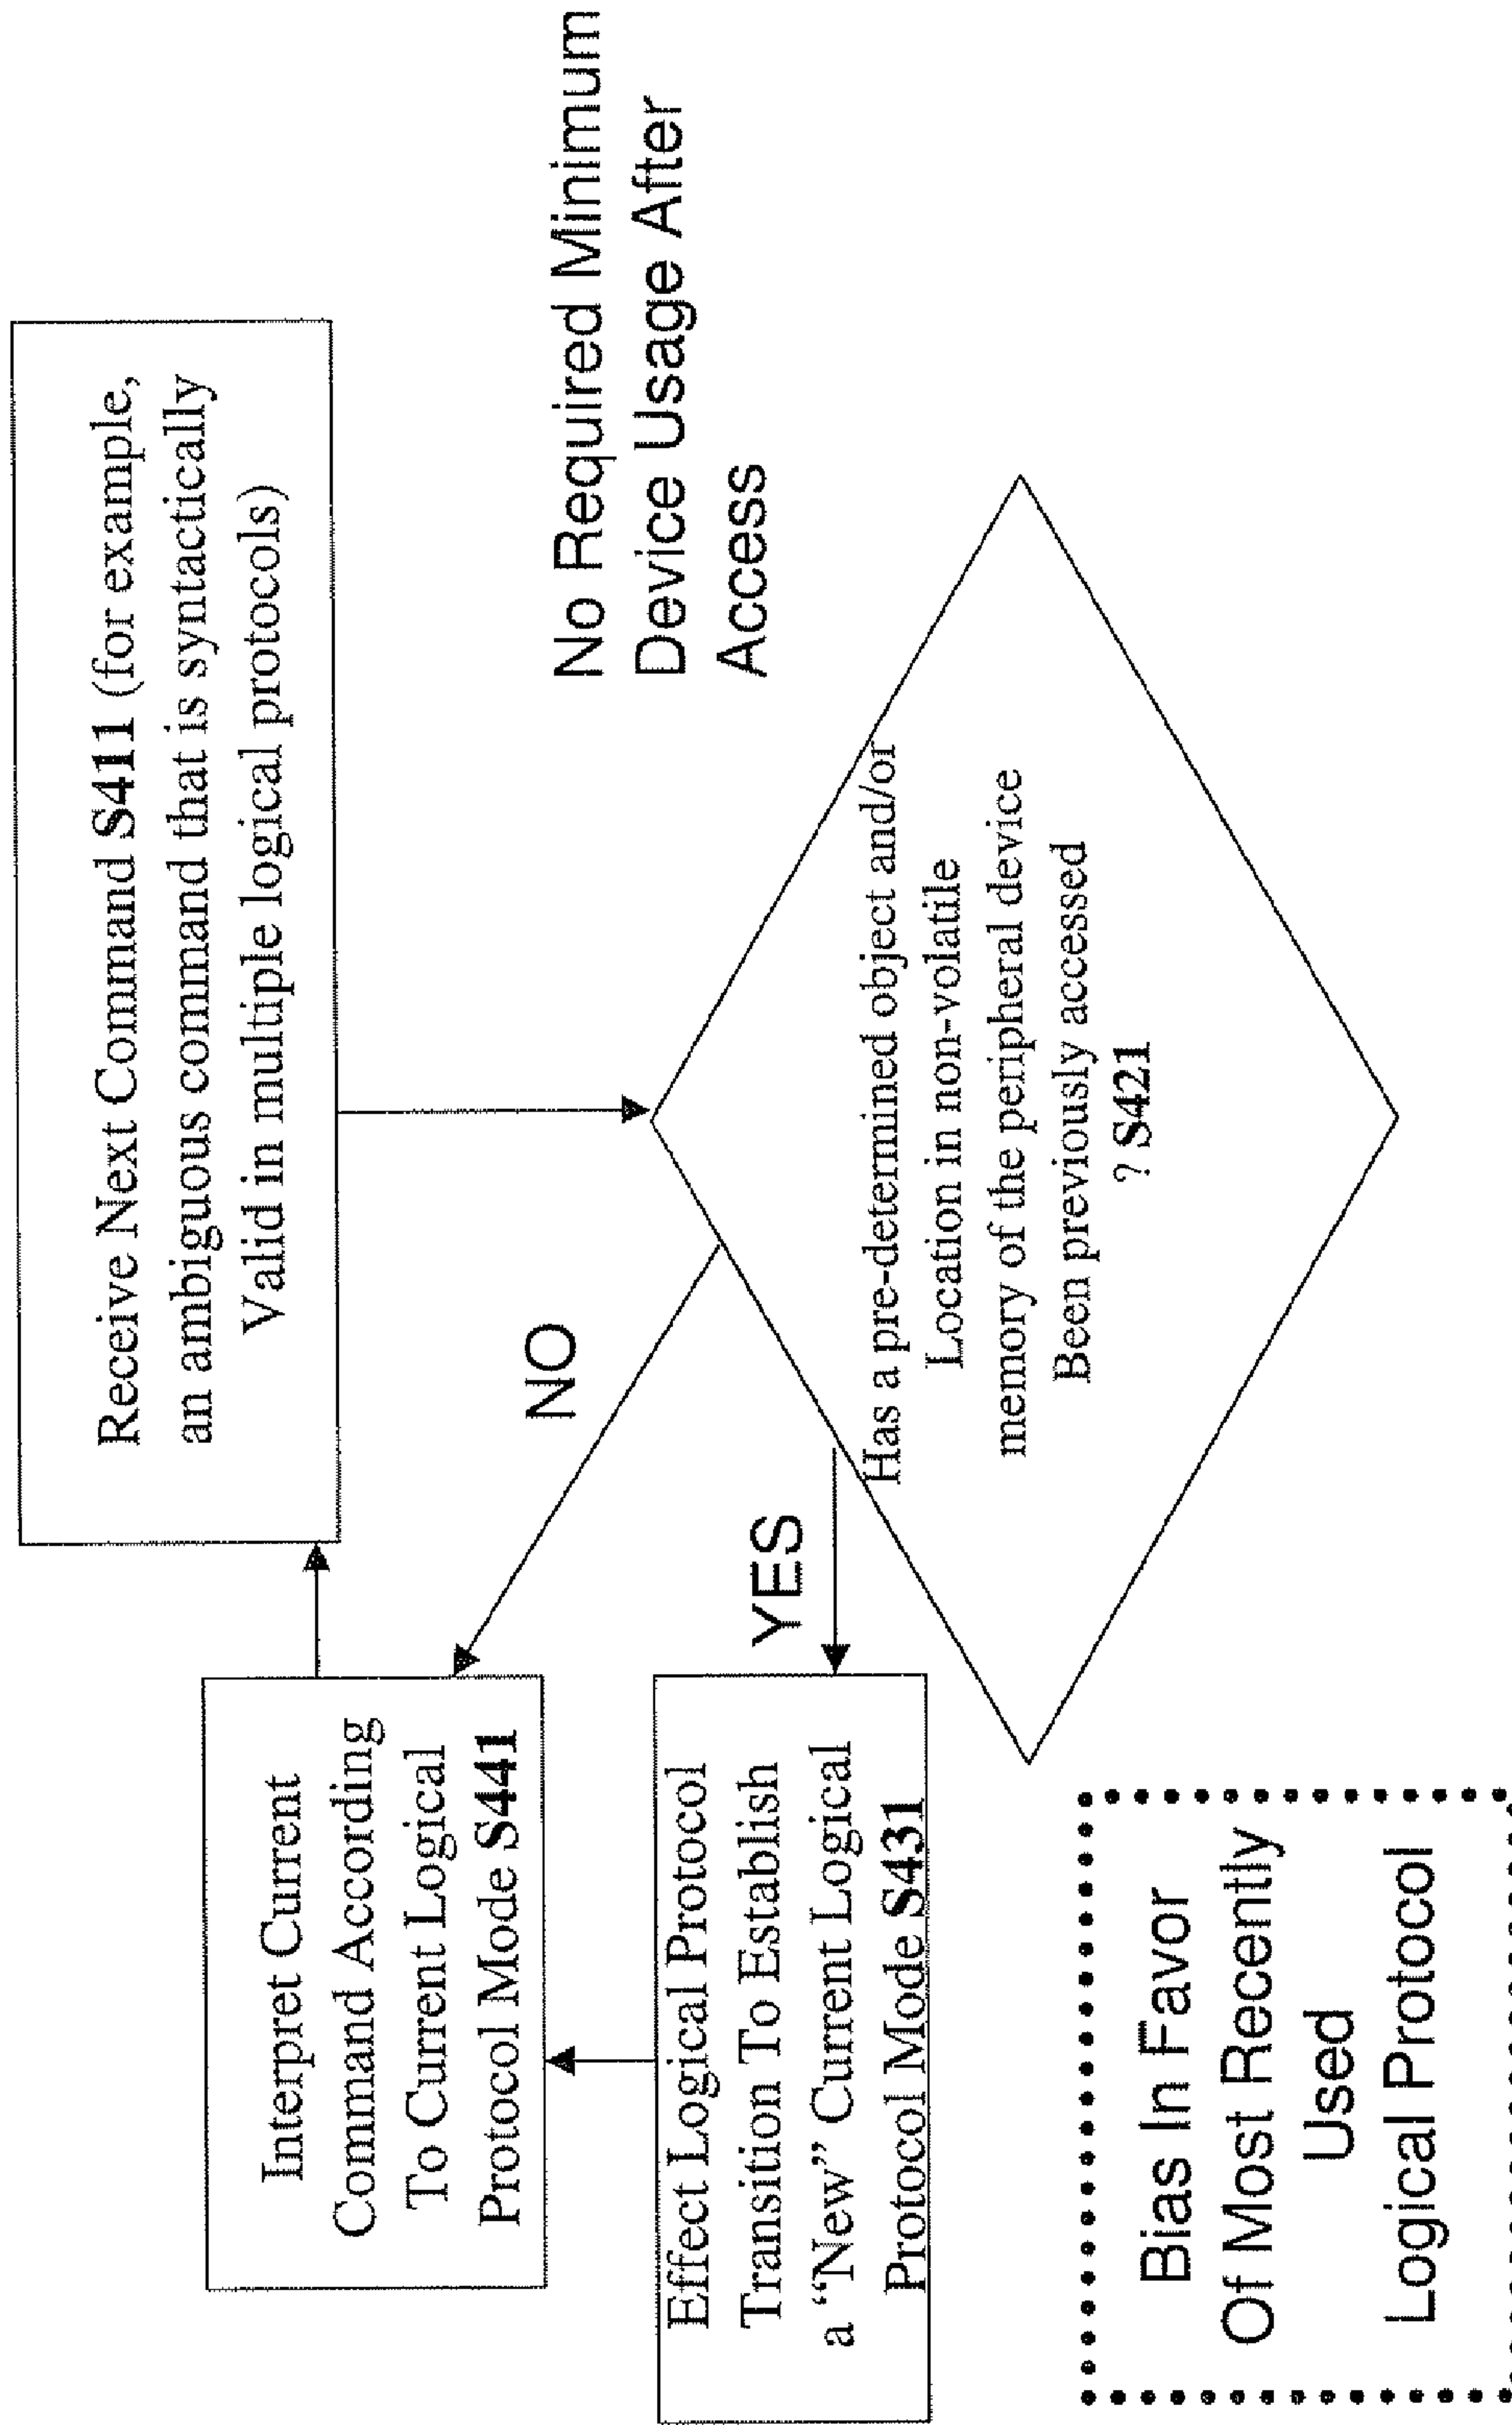 Receive Next Command S411 (for example,
an ambiguous command that is syntactically
Valid in multiple logical protocols)
No Required Minimum
Device Usage After
Access
Has a pre-determined object and/or
Location in non-volatile
memory of the peripheral device
Been previously accessed
? S421
NO
YES
Interpret Current
Command According
To Current Logical
Protocol Mode S441
Effect Logical Protocol
Transition To Establish
a “New” Current Logical
Protocol Mode S431
Bias In Favor
Of Most Recently
Used
Logical Protocol